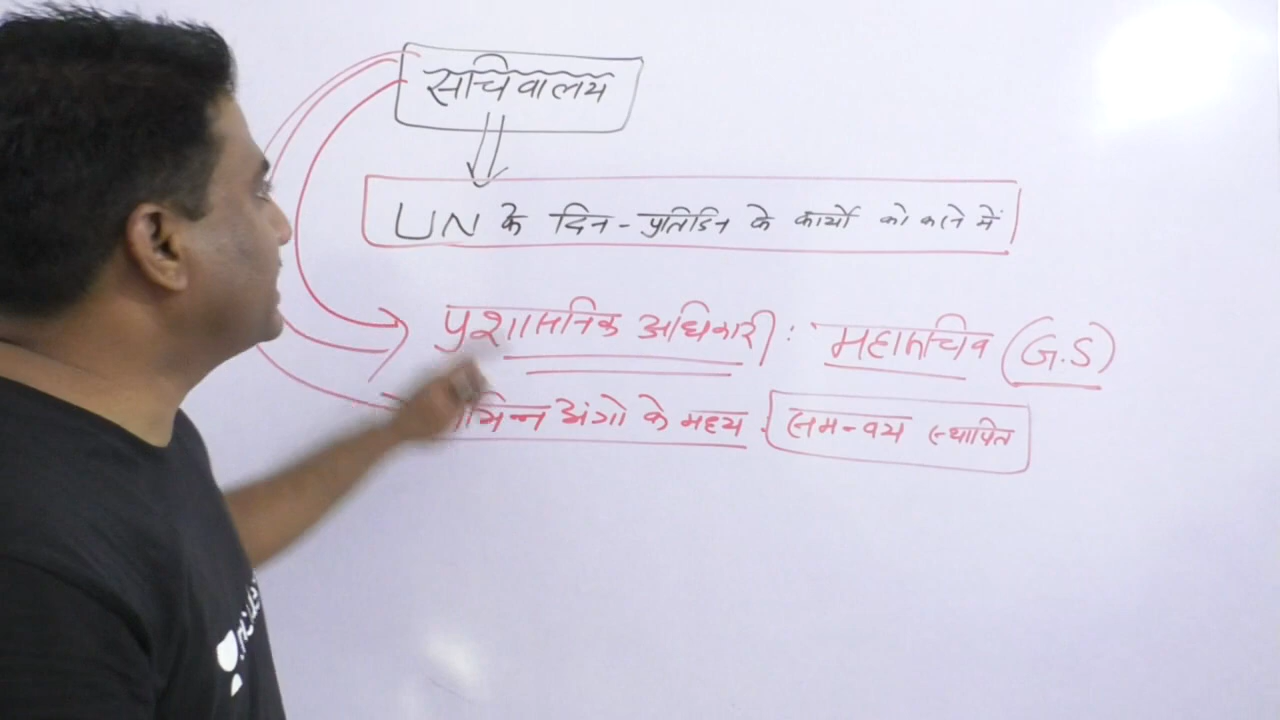 सचिवालय
UN के दिन - प्रतिदिन के कार्यो को करने में
प्रशासनिक अधिकारी : महासचिव (G.S)
अंगो के मध्य समन्वय स्थापित